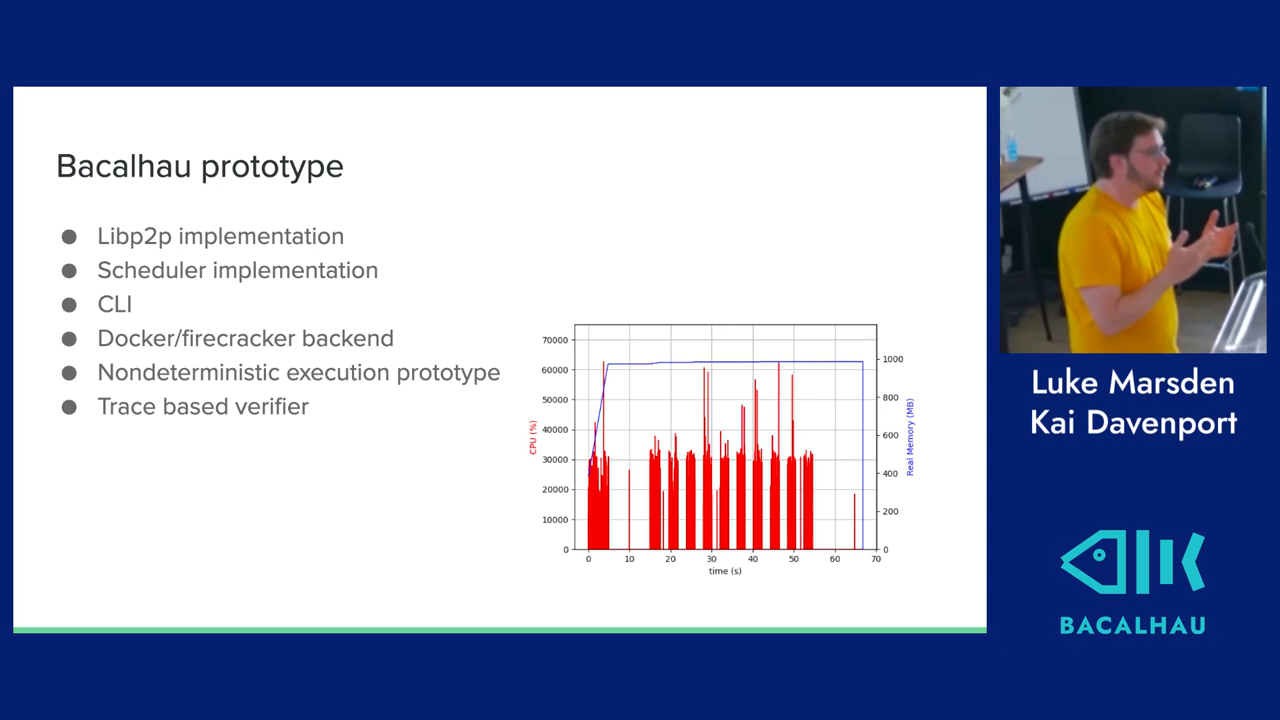 Bacalhau prototype
● Libp2p implementation
● Scheduler implementation
● CLI
● Docker/firecracker backend
● Nondeterministic execution prototype
● Trace based verifier
70000
60000
50000
40000
30000
20000
10000
0
CPU (%)
1000
800
600
400
200
0
Real Memory (MB)
0 10 20 30 40 50 60 70
time (s)
Luke Marsden
Kai Davenport
BACALHAU